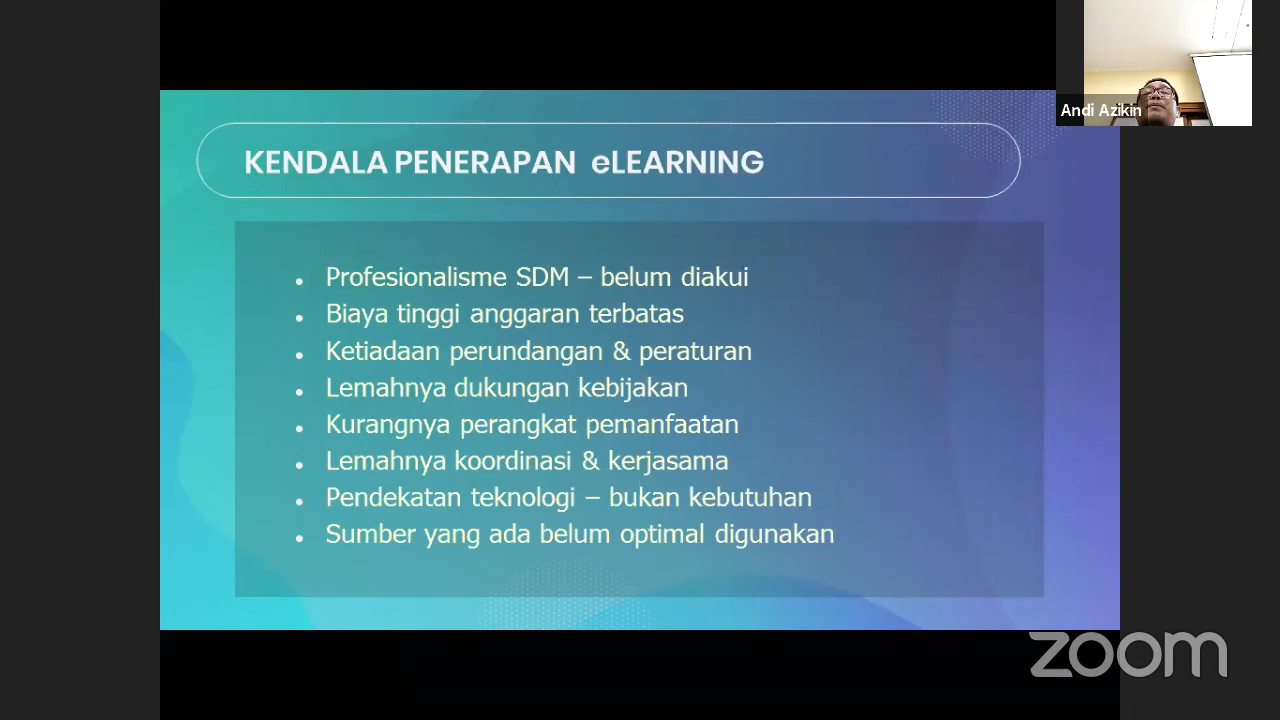 KENDALA PENERAPAN eLEARNING
Andi Azikin
• Profesionalisme SDM – belum diakui
• Biaya tinggi anggaran terbatas
• Ketiadaan perundangan & peraturan
• Lemahnya dukungan kebijakan
• Kurangnya perangkat pemanfaatan
• Lemahnya koordinasi & kerjasama
• Pendekatan teknologi – bukan kebutuhan
• Sumber yang ada belum optimal digunakan
zoom